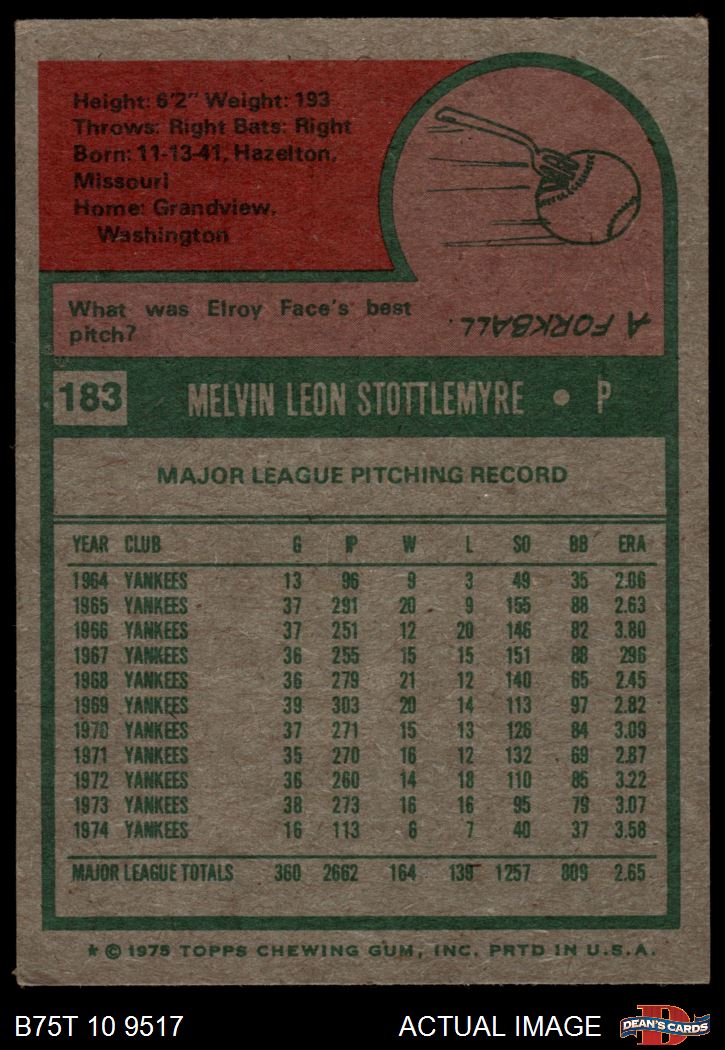 Height: 6'2" Weight: 193
Throws: Right Bats: Right
Born: 11-13-41, Hazelton,
Missouri
Home: Grandview,
Washington
What was Elroy Face's best
pitch?
A FORKBALL.
183 MELVIN LEON STOTTLEMYRE • P
MAJOR LEAGUE PITCHING RECORD
YEAR CLUB G IP W L SO BB ERA
1964 YANKEES 13 96 9 3 49 35 2.06
1965 YANKEES 37 291 20 9 155 88 2.63
1966 YANKEES 37 251 12 20 146 82 3.80
1967 YANKEES 36 255 15 15 151 88 296
1968 YANKEES 36 279 21 12 140 65 2.45
1969 YANKEES 39 303 20 14 113 97 2.82
1970 YANKEES 37 271 15 13 126 84 3.09
1971 YANKEES 35 270 16 12 132 69 2.87
1972 YANKEES 36 260 14 18 110 85 3.22
1973 YANKEES 38 273 16 16 95 79 3.07
1974 YANKEES 16 113 6 7 40 37 3.58
MAJOR LEAGUE TOTALS 360 2662 164 139 1257 809 2.65
* © 1975 TOPPS CHEWING GUM, INC. PRTD IN U.S.A.
B75T 10 9517 ACTUAL IMAGE DEAN'S CARDS